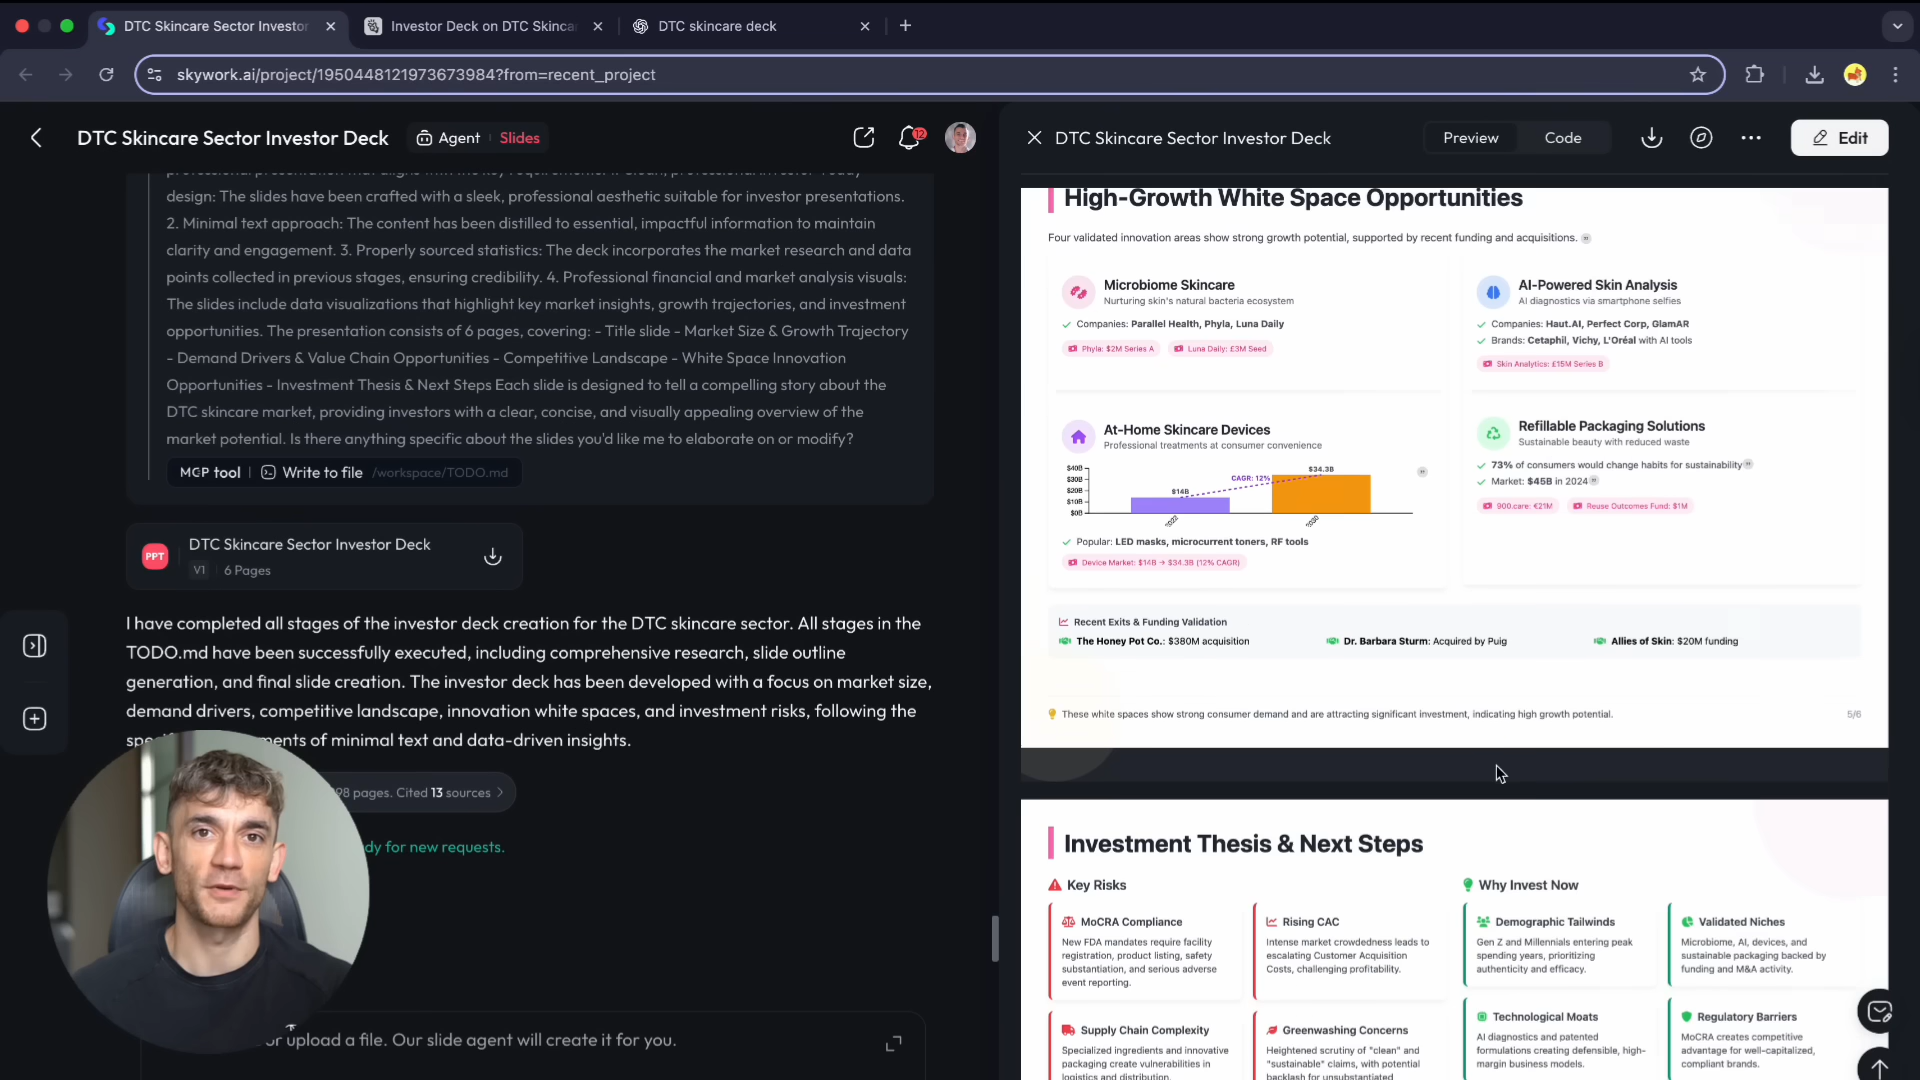 DTC Skincare Sector Investor
Investor Deck on DTC Skinca
DTC skincare deck
skywork.ai/project/1950448121973673984?from=recent_project
DTC Skincare Sector Investor Deck
Agent
Slides
12
design: The slides have been crafted with a sleek, professional aesthetic suitable for investor presentations.
2. Minimal text approach: The content has been distilled to essential, impactful information to maintain
clarity and engagement. 3. Properly sourced statistics: The deck incorporates the market research and data
points collected in previous stages, ensuring credibility. 4. Professional financial and market analysis visuals:
The slides include data visualizations that highlight key market insights, growth trajectories, and investment
opportunities. The presentation consists of 6 pages, covering: - Title slide - Market Size & Growth Trajectory
- Demand Drivers & Value Chain Opportunities - Competitive Landscape - White Space Innovation
Opportunities - Investment Thesis & Next Steps Each slide is designed to tell a compelling story about the
DTC skincare market, providing investors with a clear, concise, and visually appealing overview of the
market potential. Is there anything specific about the slides you'd like me to elaborate on or modify?
MCP tool
Write to file /workspace/TODO.md
PPT
DTC Skincare Sector Investor Deck
V1 6 Pages
I have completed all stages of the investor deck creation for the DTC skincare sector. All stages in the
TODO.md have been successfully executed, including comprehensive research, slide outline
generation, and final slide creation. The investor deck has been developed with a focus on market size,
demand drivers, competitive landscape, innovation white spaces, and investment risks, following the
ents of minimal text and data-driven insights.
98 pages. Cited 13 sources
dy for new requests.
or upload a file. Our slide agent will create it for you.
DTC Skincare Sector Investor Deck
Preview
Code
Edit
High-Growth White Space Opportunities
Four validated innovation areas show strong growth potential, supported by recent funding and acquisitions.
Microbiome Skincare
Nurturing skin's natural bacteria ecosystem
Companies: Parallel Health, Phyla, Luna Daily
Phyla: $2M Series A
Luna Daily: £3M Seed
AI-Powered Skin Analysis
AI diagnostics via smartphone selfies
Companies: Haut.AI, Perfect Corp, GlamAR
Brands: Cetaphil, Vichy, L'Oréal with AI tools
Skin Analytics: £15M Series B
At-Home Skincare Devices
Professional treatments at consumer convenience
$40B
$30B
$20B
$10B
$0B
$14B
CAGR: 12%
$34.3B
2022
2030
Popular: LED masks, microcurrent toners, RF tools
Device Market: $14B → $34.3B (12% CAGR)
Refillable Packaging Solutions
Sustainable beauty with reduced waste
73% of consumers would change habits for sustainability
Market: $45B in 2024
900.care: €21M
Reuse Outcomes Fund: $1M
Recent Exits & Funding Validation
The Honey Pot Co.: $380M acquisition
Dr. Barbara Sturm: Acquired by Puig
Allies of Skin: $20M funding
These white spaces show strong consumer demand and are attracting significant investment, indicating high growth potential.
5/6
Investment Thesis & Next Steps
Key Risks
MoCRA Compliance
New FDA mandates require facility
registration, product listing, safety
substantiation, and serious adverse
event reporting.
Rising CAC
Intense market crowdedness leads to
escalating Customer Acquisition
Costs, challenging profitability.
Supply Chain Complexity
Specialized ingredients and innovative
packaging create vulnerabilities in
logistics and distribution.
Greenwashing Concerns
Heightened scrutiny of "clean" and
"sustainable" claims, with potential
backlash for unsubstantiated
Why Invest Now
Demographic Tailwinds
Gen Z and Millennials entering peak
spending years, prioritizing
authenticity and efficacy.
Validated Niches
Microbiome, AI, devices, and
sustainable packaging backed by
funding and M&A activity.
Technological Moats
AI diagnostics and patented
formulations creating defensible, high-
margin business models.
Regulatory Barriers
MoCRA creates competitive
advantage for well-capitalized,
compliant brands.